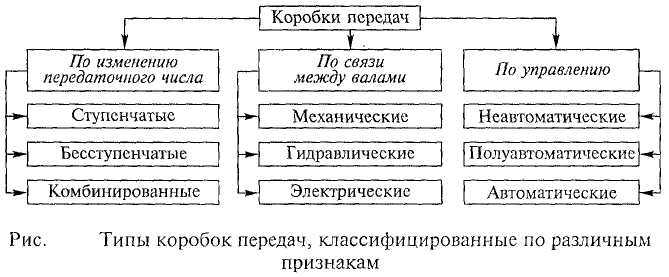 Коробки передач
По изменению
передаточного числа
Ступенчатые
Бесступенчатые
Комбинированные
По связи
между валами
Механические
Гидравлические
Электрические
По управлению
Неавтоматические
Полуавтоматические
Автоматические
Рис. Типы коробок передач, классифицированные по различным
признакам